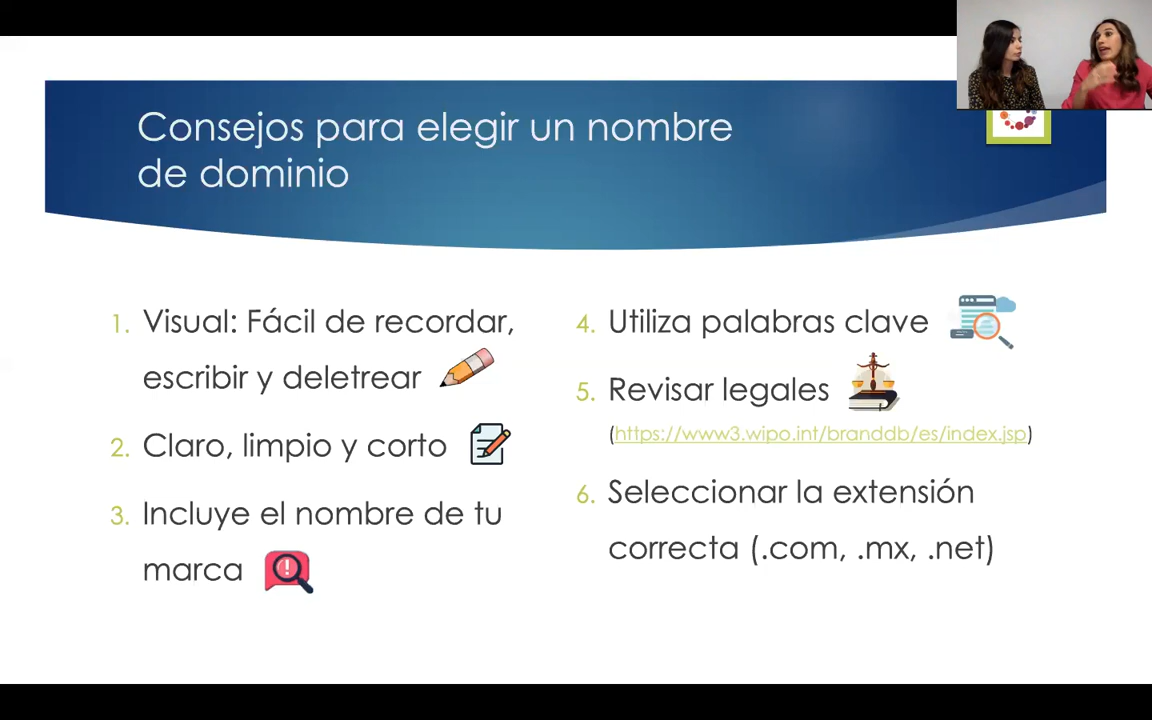 Consejos para elegir un nombre
de dominio
1. Visual: Fácil de recordar,
escribir y deletrear
2. Claro, limpio y corto
3. Incluye el nombre de tu
marca
4. Utiliza palabras clave
5. Revisar legales
(https://www3.wipo.int/branddb/es/index.jsp)
6. Seleccionar la extensión
correcta (.com, .mx, .net)